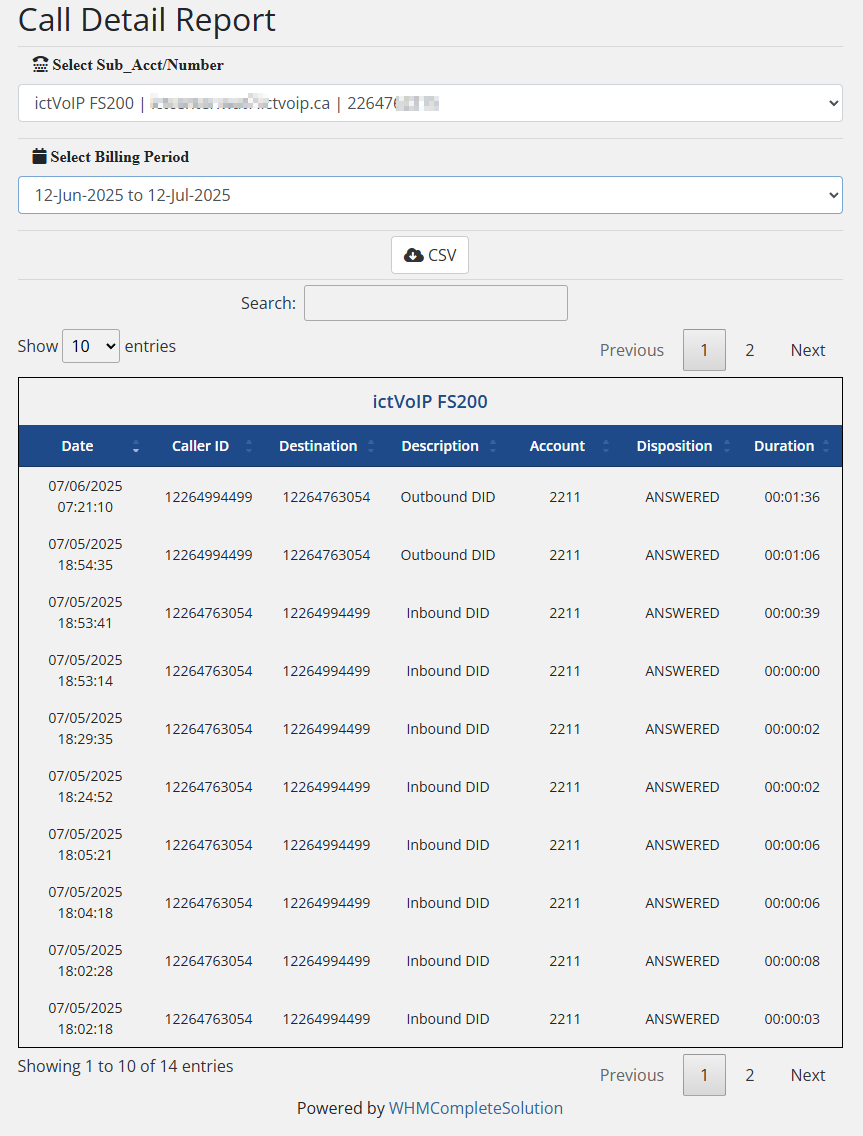 Call Detail Report
Select Sub_Acct/Number
ictVoIP FS200 | tvoip.ca | 22647
Select Billing Period
12-Jun-2025 to 12-Jul-2025
CSV
Search:
Show 10 entries
Previous 1 2 Next
ictVoIP FS200
Date Caller ID Destination Description Account Disposition Duration
07/06/2025 07:21:10 12264994499 12264763054 Outbound DID 2211 ANSWERED 00:01:36
07/05/2025 18:54:35 12264994499 12264763054 Outbound DID 2211 ANSWERED 00:01:06
07/05/2025 18:53:41 12264763054 12264994499 Inbound DID 2211 ANSWERED 00:00:39
07/05/2025 18:53:14 12264763054 12264994499 Inbound DID 2211 ANSWERED 00:00:00
07/05/2025 18:29:35 12264763054 12264994499 Inbound DID 2211 ANSWERED 00:00:02
07/05/2025 18:24:52 12264763054 12264994499 Inbound DID 2211 ANSWERED 00:00:02
07/05/2025 18:05:21 12264763054 12264994499 Inbound DID 2211 ANSWERED 00:00:06
07/05/2025 18:04:18 12264763054 12264994499 Inbound DID 2211 ANSWERED 00:00:06
07/05/2025 18:02:28 12264763054 12264994499 Inbound DID 2211 ANSWERED 00:00:08
07/05/2025 18:02:18 12264763054 12264994499 Inbound DID 2211 ANSWERED 00:00:03
Showing 1 to 10 of 14 entries
Previous 1 2 Next
Powered by WHMCompleteSolution